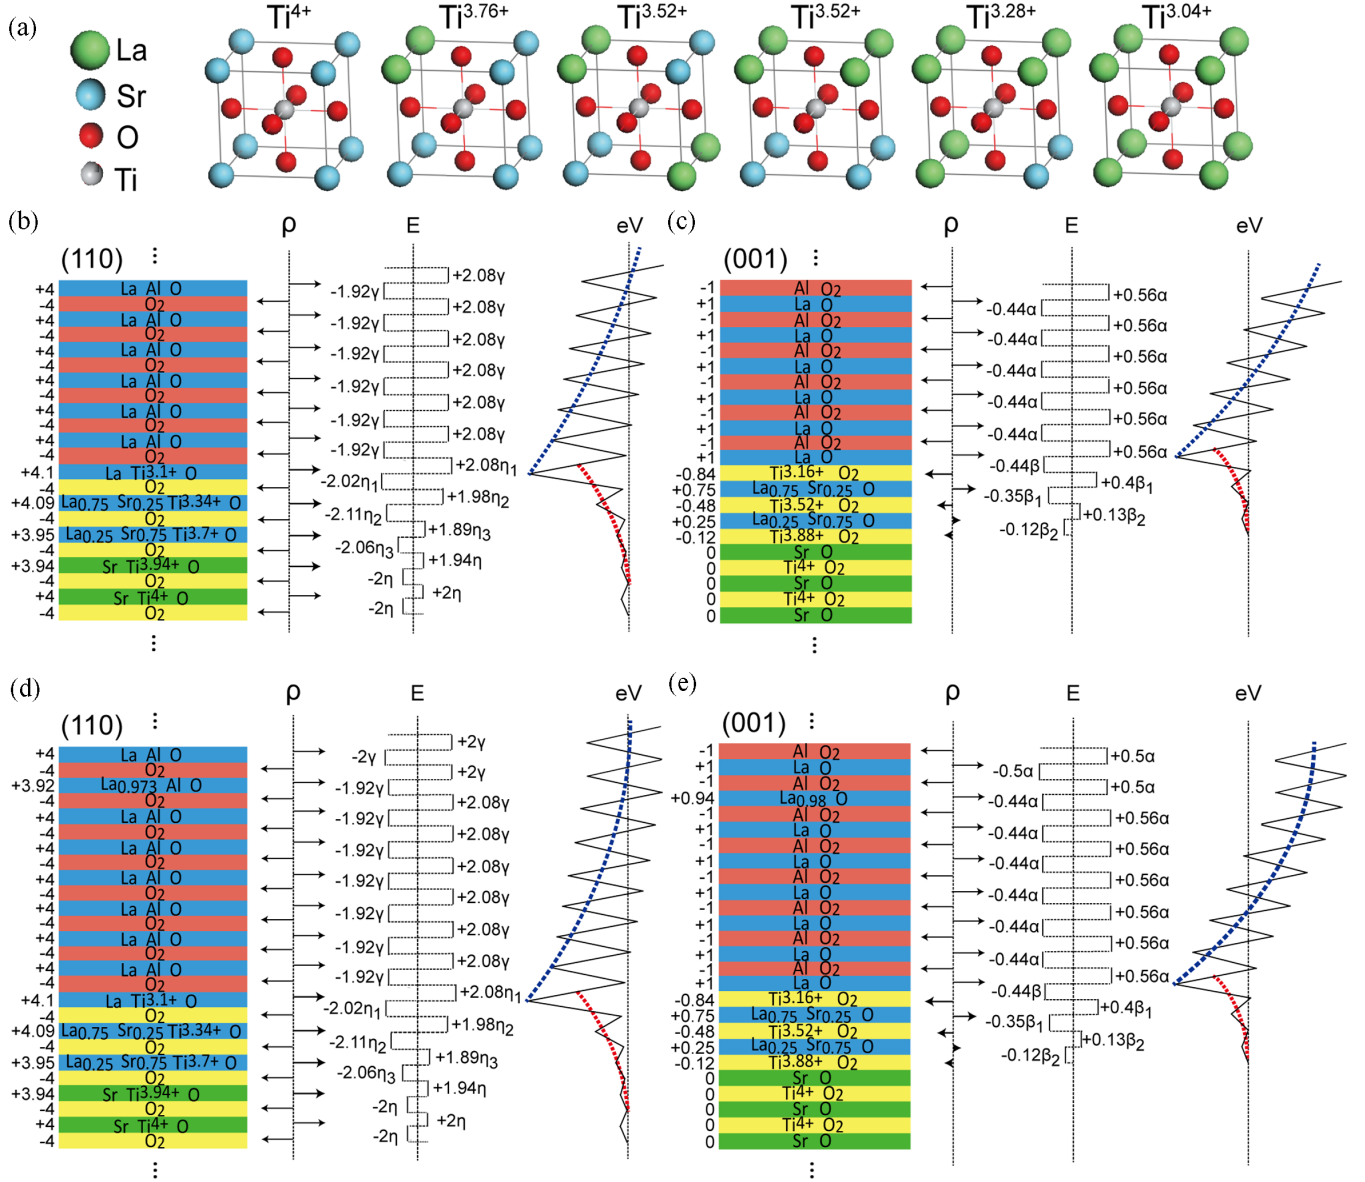 (a)
Ti4+ Ti3.76+ Ti3.52+ Ti3.52+ Ti3.28+ Ti3.04+
La
Sr
O
Ti
(b)
(110)
ρ E eV
+4 La Al O
-4 O2
+4 La Al O
-4 O2
+4 La Al O
-4 O2
+4 La Al O
-4 O2
+4 La Al O
-4 O2
+4 La Al O
-4 O2
+4.1 La Ti3.1+ O
-4 O2
+4.09 La0.75 Sr0.25 Ti3.34+ O
-4 O2
+3.95 La0.25 Sr0.75 Ti3.7+ O
-4 O2
+3.94 Sr Ti3.94+ O
-4 O2
+4 Sr Ti4+ O
-4 O2
+2.08γ
-1.92γ
+2.08γ
-1.92γ
+2.08γ
-1.92γ
+2.08γ
-1.92γ
+2.08γ
-1.92γ
+2.08γ
-1.92γ
+2.08η1
-2.02η1
+1.98η2
-2.11η2
+1.89η3
-2.06η3
+1.94η
-2η
+2η
-2η
(c)
(001)
ρ E eV
-1 Al O2
+1 La O
-1 Al O2
+1 La O
-1 Al O2
+1 La O
-1 Al O2
+1 La O
-1 Al O2
+1 La O
-1 Al O2
+1 La O
-0.84 Ti3.16+ O2
+0.75 La0.75 Sr0.25 O
-0.48 Ti3.52+ O2
+0.25 La0.25 Sr0.75 O
-0.12 Ti3.88+ O2
0 Sr O
0 Ti4+ O2
0 Sr O
0 Ti4+ O2
0 Sr O
+0.56α
-0.44α
+0.56α
-0.44α
+0.56α
-0.44α
+0.56α
-0.44α
+0.56α
-0.44α
+0.56α
-0.44β
+0.4β1
-0.35β1
+0.13β2
-0.12β2
(d)
(110)
ρ E eV
+4 La Al O
-4 O2
+3.92 La0.973 Al O
-4 O2
+4 La Al O
-4 O2
+4 La Al O
-4 O2
+4 La Al O
-4 O2
+4 La Al O
-4 O2
+4 La Al O
-4 O2
+4 La Al O
-4 O2
+4.1 La Ti3.1+ O
-4 O2
+4.09 La0.75 Sr0.25 Ti3.34+ O
-4 O2
+3.95 La0.25 Sr0.75 Ti3.7+ O
-4 O2
+3.94 Sr Ti3.94+ O
-4 O2
+4 Sr Ti4+ O
-4 O2
+2γ
-2γ
+2γ
-1.92γ
+2.08γ
-1.92γ
+2.08γ
-1.92γ
+2.08γ
-1.92γ
+2.08γ
-1.92γ
+2.08γ
-1.92γ
+2.08γ
-1.92γ
+2.08η1
-2.02η1
+1.98η2
-2.11η2
+1.89η3
-2.06η3
+1.94η
-2η
+2η
-2η
(e)
(001)
ρ E eV
-1 Al O2
+1 La O
-1 Al O2
+0.94 La0.98 O
-1 Al O2
+1 La O
-1 Al O2
+1 La O
-1 Al O2
+1 La O
-1 Al O2
+1 La O
-1 Al O2
+1 La O
-1 Al O2
+1 La O
-0.84 Ti3.16+ O2
+0.75 La0.75 Sr0.25 O
-0.48 Ti3.52+ O2
+0.25 La0.25 Sr0.75 O
-0.12 Ti3.88+ O2
0 Sr O
0 Ti4+ O2
0 Sr O
0 Ti4+ O2
0 Sr O
+0.5α
-0.5α
+0.5α
-0.44α
+0.56α
-0.44α
+0.56α
-0.44α
+0.56α
-0.44α
+0.56α
-0.44α
+0.56α
-0.44α
+0.56α
-0.44β
+0.4β1
-0.35β1
+0.13β2
-0.12β2